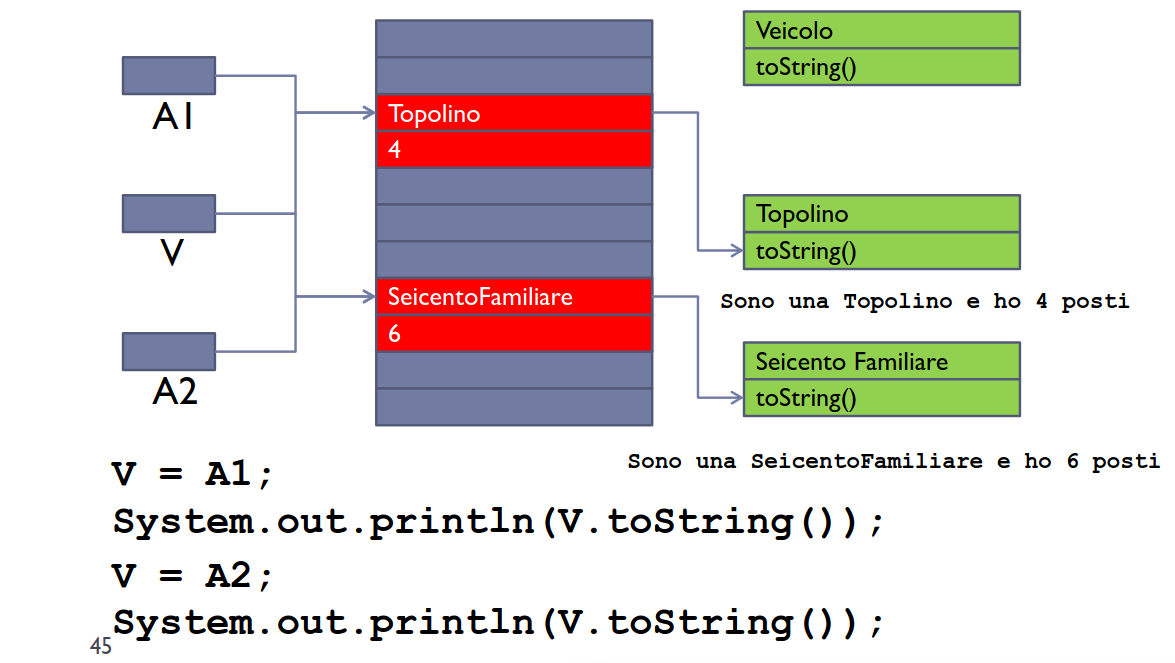 A1
V
A2
Topolino
4
SeicentoFamiliare
6
Veicolo
toString()
Topolino
toString()
Sono una Topolino e ho 4 posti
Seicento Familiare
toString()
Sono una SeicentoFamiliare e ho 6 posti
V = A1;
System.out.println(V.toString());
V = A2;
System.out.println(V.toString());
45